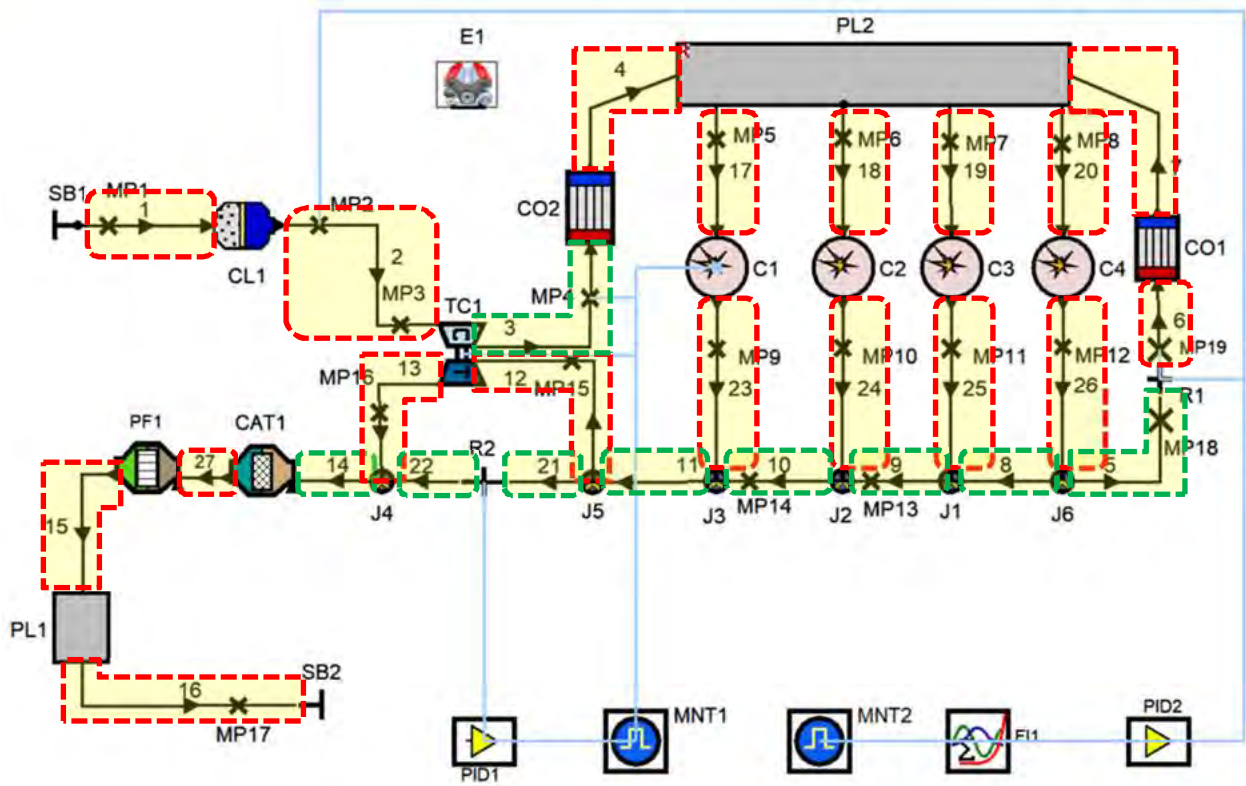 E1
PL2
4
MP5
MP6
MP7
MP8
SB1
MP1
1
MP2
17
18
19
20
7
CO2
CL1
2
C1
C2
C3
C4
CO1
MP3
TC1
MP4
C
3
6
MP9
MP10
MP11
MP12
MP19
MP16
13
T
12
MP15
23
24
25
26
R1
PF1
CAT1
MP18
27
14
22
R2
21
11
10
9
8
5
J4
J5
J3
MP14
J2
MP13
J1
J6
15
PL1
16
SB2
MP17
PID1
MNT1
MNT2
FI1
PID2